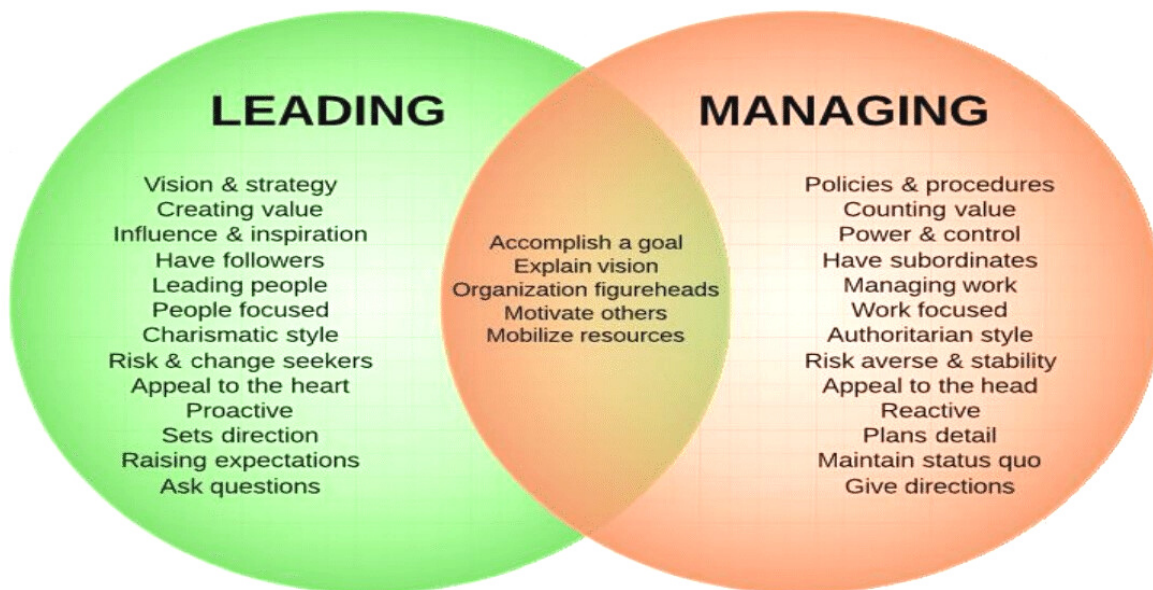 LEADING
Vision & strategy
Creating value
Influence & inspiration
Have followers
Leading people
People focused
Charismatic style
Risk & change seekers
Appeal to the heart
Proactive
Sets direction
Raising expectations
Ask questions
Accomplish a goal
Explain vision
Organization figureheads
Motivate others
Mobilize resources
MANAGING
Policies & procedures
Counting value
Power & control
Have subordinates
Managing work
Work focused
Authoritarian style
Risk averse & stability
Appeal to the head
Reactive
Plans detail
Maintain status quo
Give directions